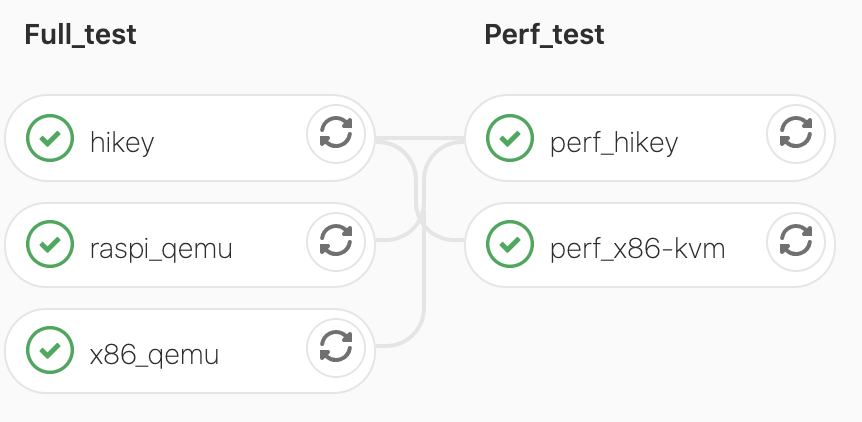 Full_test
hikey
raspi_qemu
x86_qemu
Perf_test
perf_hikey
perf_x86-kvm